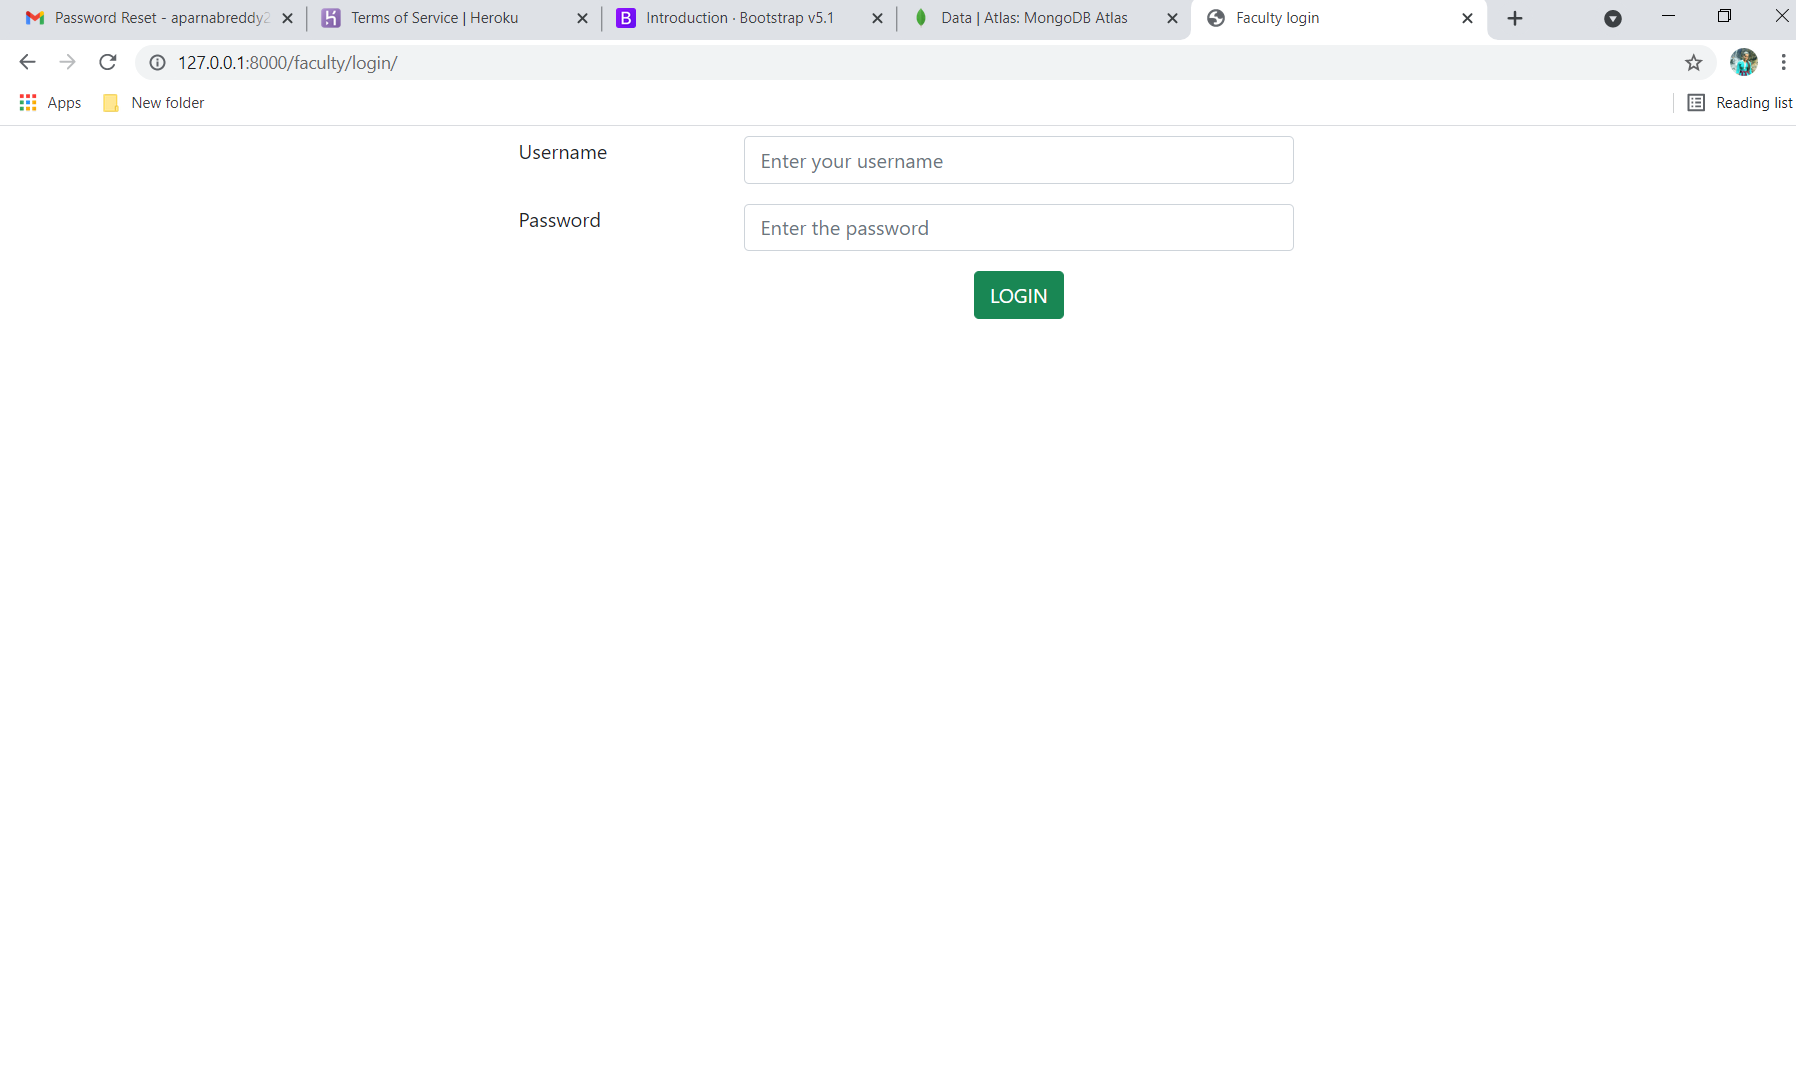 Password Reset - aparnabreddy2
Terms of Service | Heroku
B Introduction · Bootstrap v5.1
Data | Atlas: MongoDB Atlas
Faculty login
127.0.0.1:8000/faculty/login/
Apps
New folder
Reading list
Username
Enter your username
Password
Enter the password
LOGIN